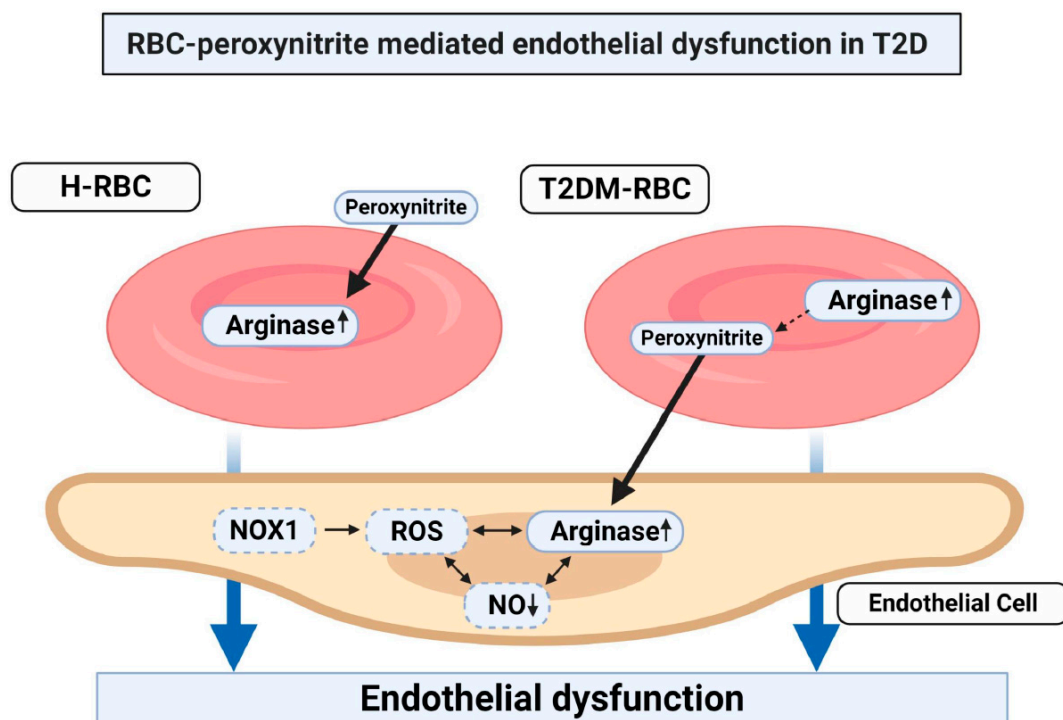 RBC-peroxynitrite mediated endothelial dysfunction in T2D
H-RBC
Peroxynitrite
T2DM-RBC
Arginase↑
Arginase↑
Peroxynitrite
NOX1
ROS
Arginase↑
NO↓
Endothelial Cell
Endothelial dysfunction